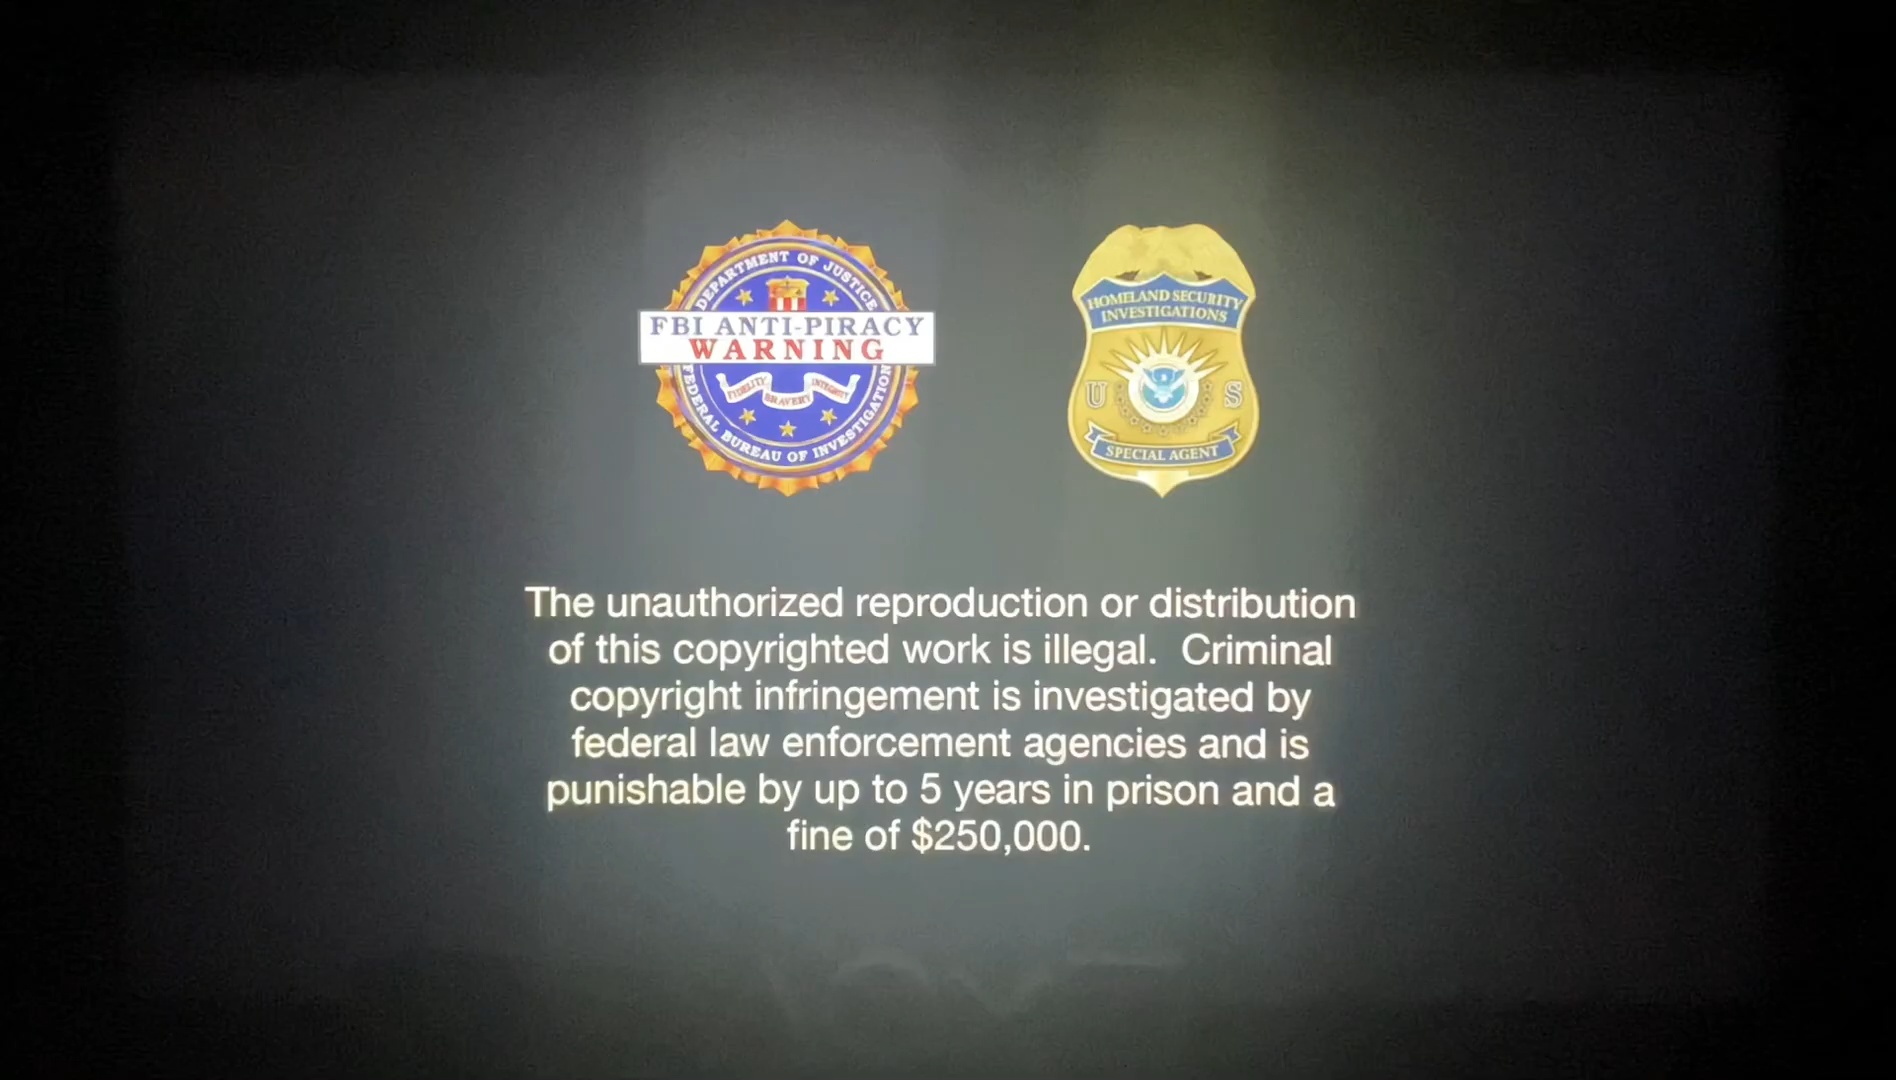 DEPARTMENT OF JUSTICE
FBI ANTI-PIRACY
WARNING
FIDELITY BRAVERY INTEGRITY
FEDERAL BUREAU OF INVESTIGATION
HOMELAND SECURITY
INVESTIGATIONS
U S
SPECIAL AGENT
The unauthorized reproduction or distribution
of this copyrighted work is illegal.  Criminal
copyright infringement is investigated by
federal law enforcement agencies and is
punishable by up to 5 years in prison and a
fine of $250,000.